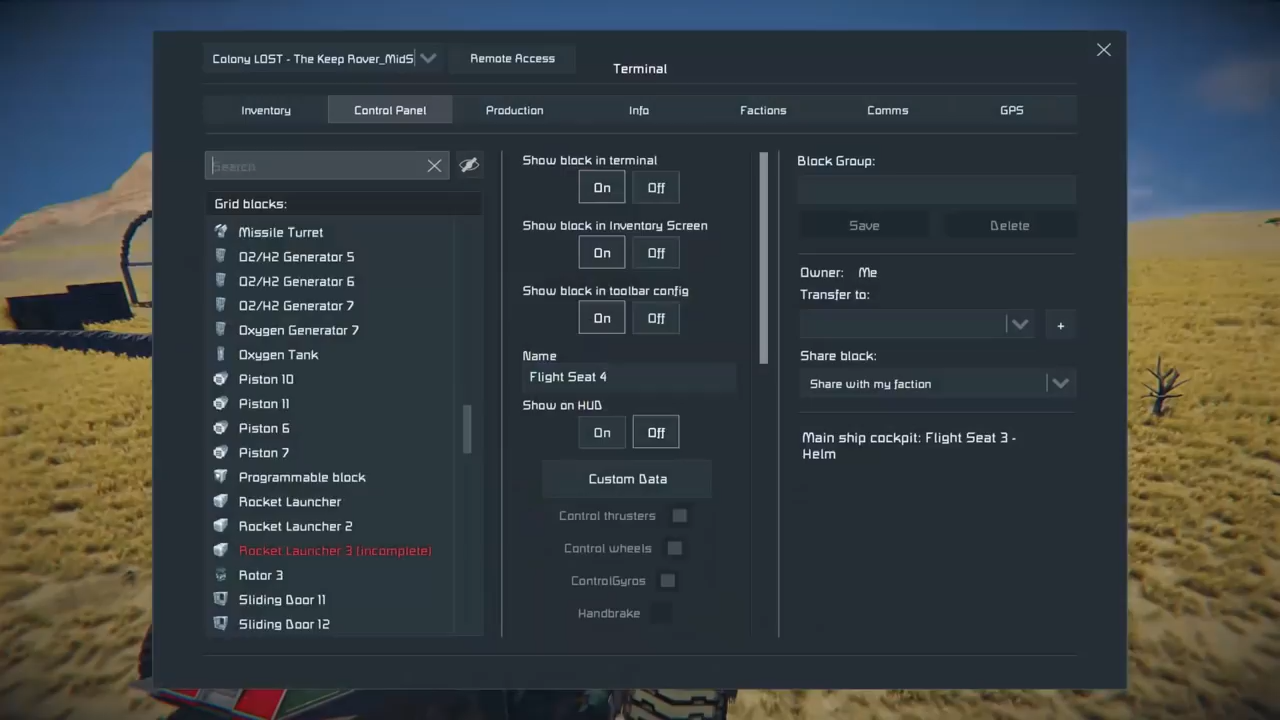 Colony LOST - The Keep Rover_MidS
Remote Access
Terminal
Inventory
Control Panel
Production
Info
Factions
Comms
GPS
Search
Grid blocks:
Missile Turret
O2/H2 Generator 5
O2/H2 Generator 6
O2/H2 Generator 7
Oxygen Generator 7
Oxygen Tank
Piston 10
Piston 11
Piston 6
Piston 7
Programmable block
Rocket Launcher
Rocket Launcher 2
Rocket Launcher 3 (Incomplete)
Rotor 3
Sliding Door 11
Sliding Door 12
Show block in terminal
On Off
Show block in Inventory Screen
On Off
Show block in toolbar config
On Off
Name
Flight Seat 4
Show on HUD
On Off
Custom Data
Control thrusters
Control wheels
ControlGyros
Handbrake
Block Group:
Save Delete
Owner: Me
Transfer to:
+
Share block:
Share with my faction
Main ship cockpit: Flight Seat 3 -
Helm